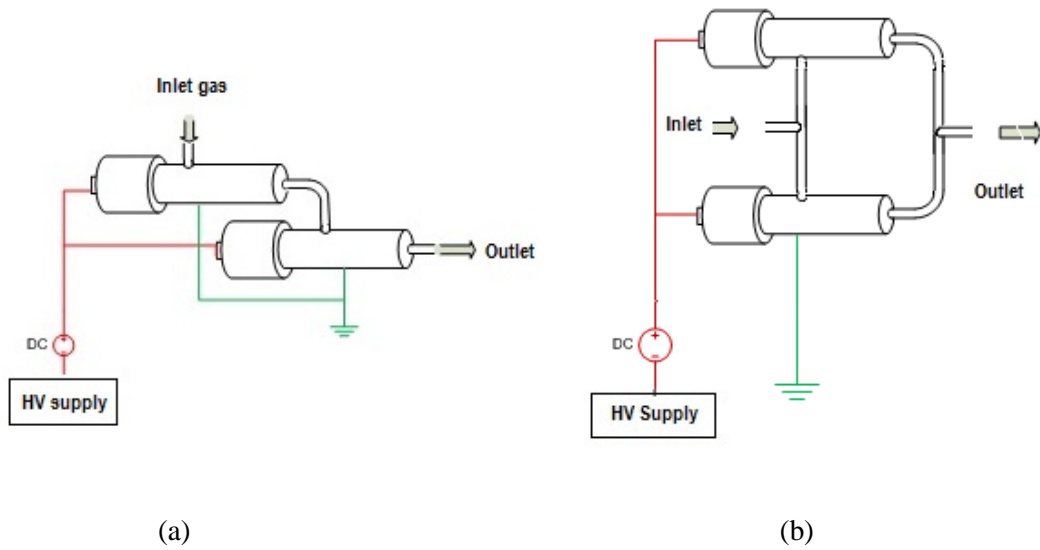 Inlet gas
Outlet
DC
+
-
HV supply
(a)
Inlet
Outlet
DC
+
-
HV Supply
(b)